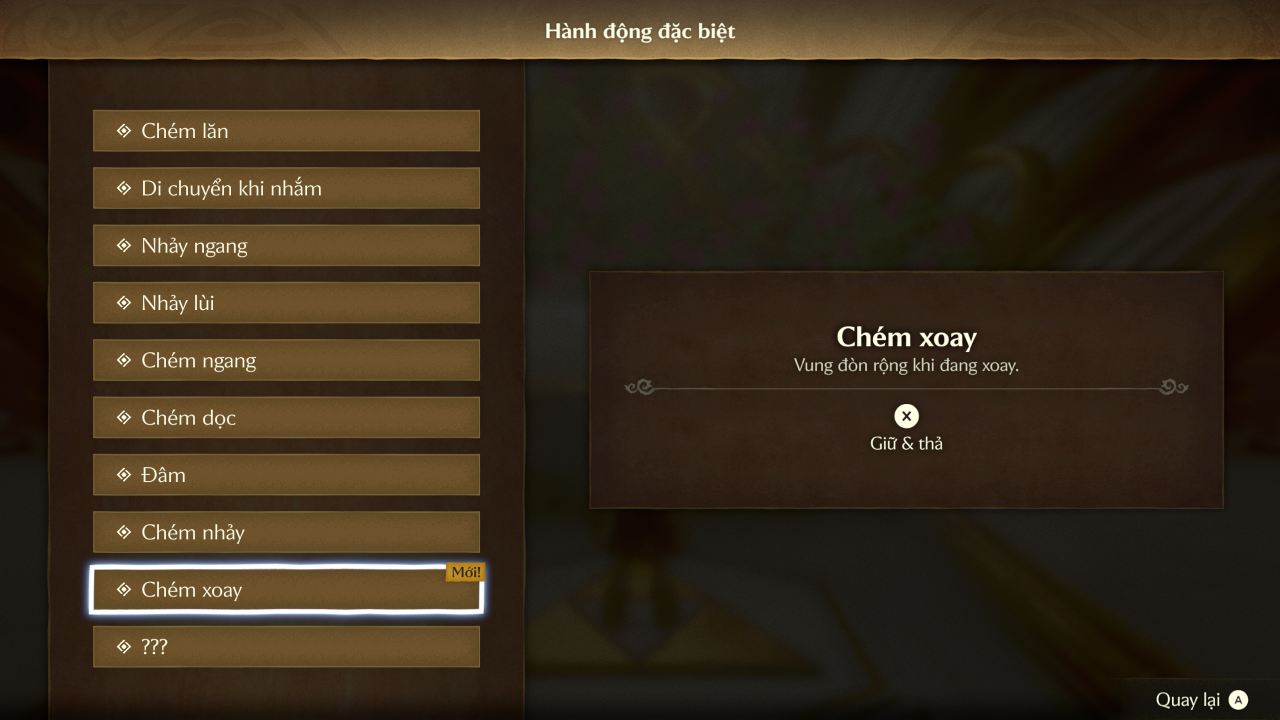 Hành động đặc biệt
Chém lăn
Di chuyển khi nhắm
Nhảy ngang
Nhảy lùi
Chém ngang
Chém dọc
Đâm
Chém nhảy
Mới!
Chém xoay
???
Chém xoay
Vung đòn rộng khi đang xoay.
X
Giữ & thả
Quay lại A